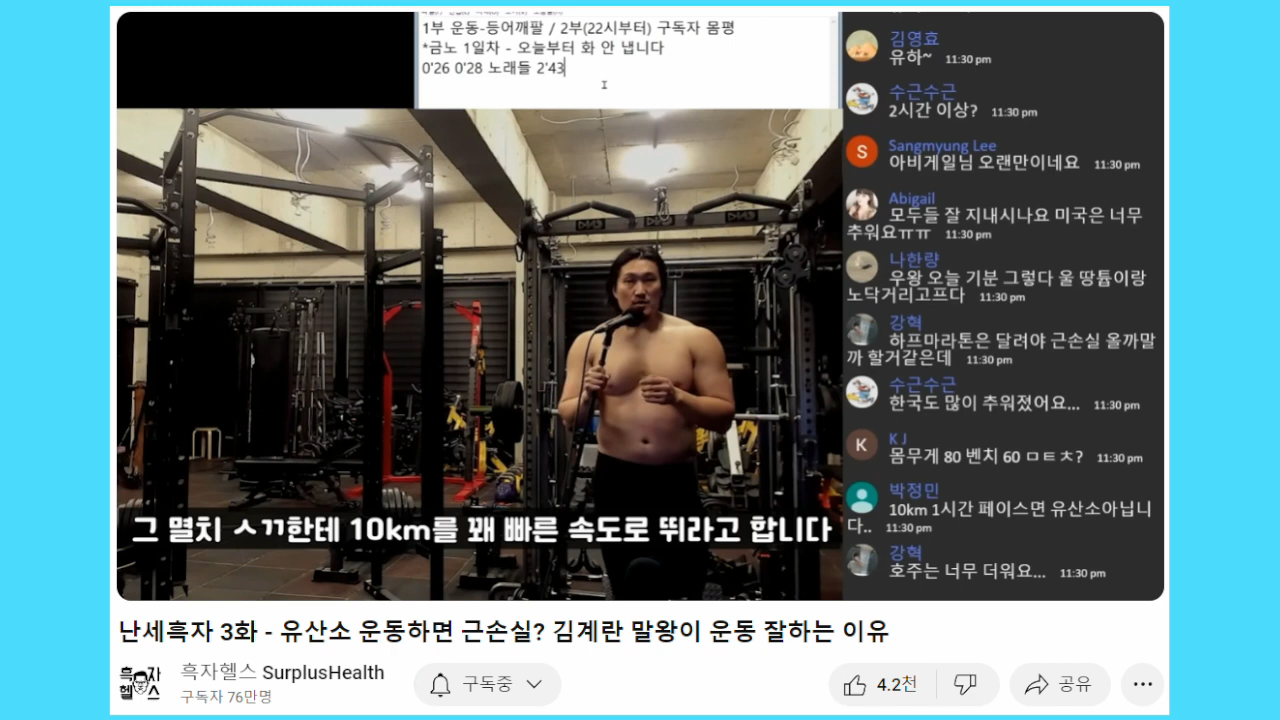 1부 운동-등어깨팔 / 2부(22시부터) 구독자 몸평
*금노 1일차 - 오늘부터 화 안 냅니다
0'26 0'28 노래들 2'43
김영효
유하~ 11:30 pm
수근수근
2시간 이상? 11:30 pm
S
Sangmyung Lee
아비게일님 오랜만이네요 11:30 pm
Abigail
모두들 잘 지내시나요 미국은 너무
추워요ㅠㅠ 11:30 pm
나한량
우왕 오늘 기분 그렇다 울 땅튬이랑
노닥거리고프다 11:30 pm
강혁
하프마라톤은 달려야 근손실 올까말
까 할거같은데 11:30 pm
수근수근
한국도 많이 추워졌어요... 11:30 pm
K
K J
몸무게 80 벤치 60 ㅁㅌㅊ? 11:30 pm
박정민
10km 1시간 페이스면 유산소아닙니
다.. 11:30 pm
강혁
호주는 너무 더워요... 11:30 pm
그 멸치 ㅅㄲ한테 10km를 꽤 빠른 속도로 뛰라고 합니다
난세흑자 3화 - 유산소 운동하면 근손실? 김계란 말왕이 운동 잘하는 이유
흑자
헬스
흑자헬스 SurplusHealth
구독자 76만명
구독중
4.2천
공유